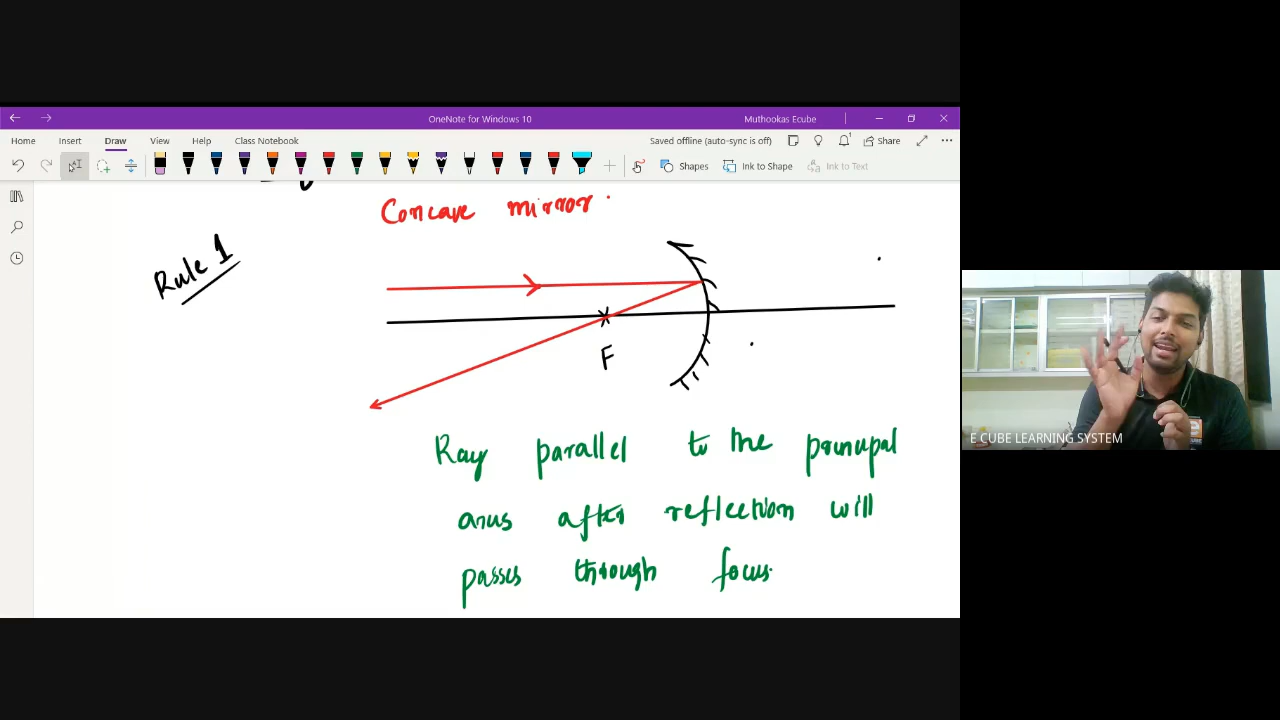 OneNote for Windows 10
Muthookas Ecube
Home Insert Draw View Help Class Notebook
Saved offline (auto-sync is off)
Share
Shapes
Ink to Shape
Ink to Text
Concave mirror.
Rule 1
F
Ray parallel to the principal
axis after reflection will
passes through focus.
E CUBE LEARNING SYSTEM